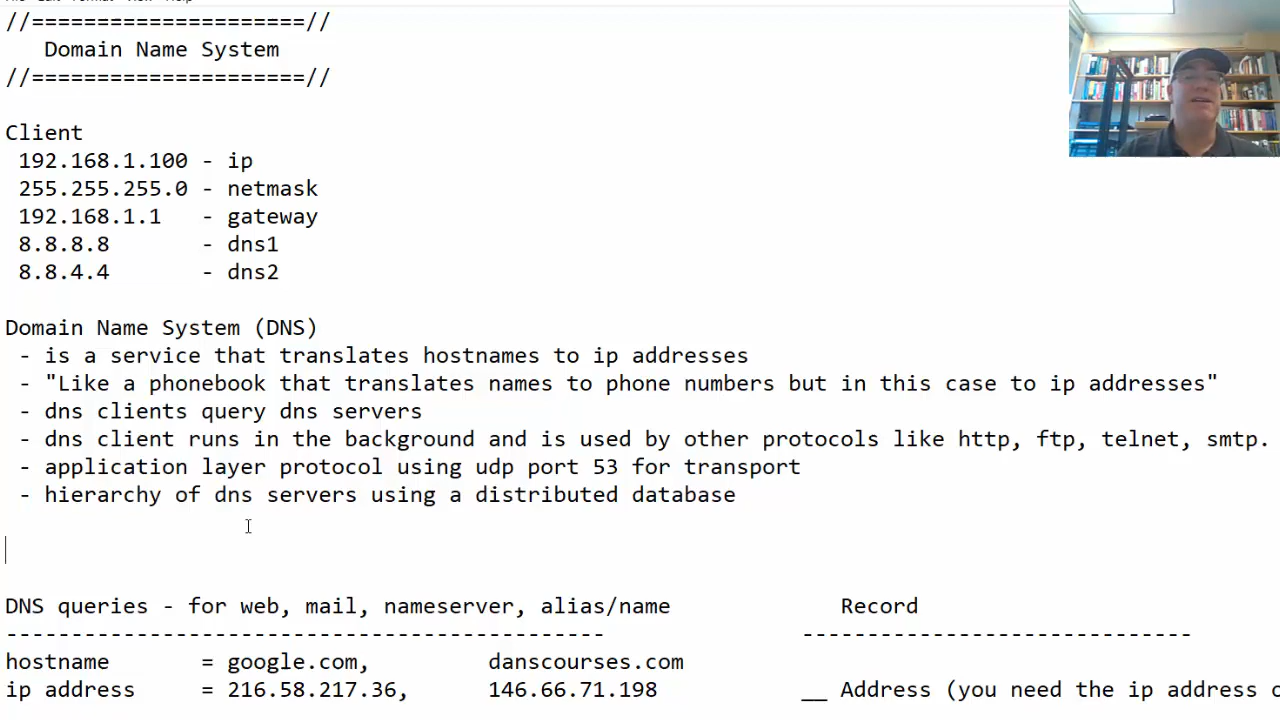 //=====================//
Domain Name System
//=====================//
Client
192.168.1.100 - ip
255.255.255.0 - netmask
192.168.1.1 - gateway
8.8.8.8 - dns1
8.8.4.4 - dns2
Domain Name System (DNS)
- is a service that translates hostnames to ip addresses
- "Like a phonebook that translates names to phone numbers but in this case to ip addresses"
- dns clients query dns servers
- dns client runs in the background and is used by other protocols like http, ftp, telnet, smtp.
- application layer protocol using udp port 53 for transport
- hierarchy of dns servers using a distributed database
DNS queries - for web, mail, nameserver, alias/name Record
---------------------------------------------- ------------------------------
hostname = google.com, danscourses.com
ip address = 216.58.217.36, 146.66.71.198 __ Address (you need the ip address